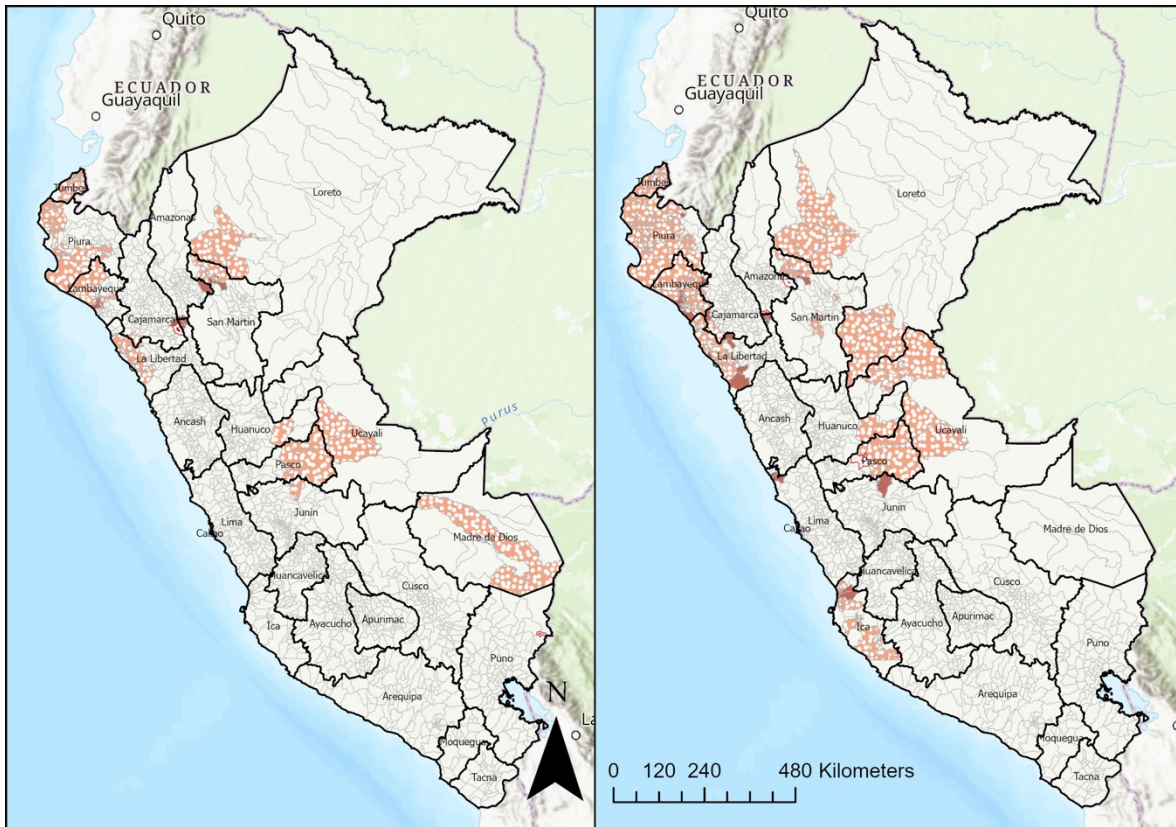 Quito
ECUADOR
Guayaquil
Tumbes
Piura
Lambayeque
Amazonas
Loreto
Cajamarca
San Martin
La Libertad
Ancash
Huanuco
Ucayali
Purus
Pasco
Junin
Lima
Callao
Madre de Dios
Huancavelica
Cusco
Ica
Ayacucho
Apurimac
Puno
Arequipa
Moquegua
Tacna
N
La
Quito
ECUADOR
Guayaquil
Tumbes
Piura
Lambayeque
Amazonas
Loreto
Cajamarca
San Martin
La Libertad
Ancash
Huanuco
Ucayali
Pasco
Junin
Lima
Callao
Madre de Dios
Huancavelica
Cusco
Ica
Ayacucho
Apurimac
Puno
Arequipa
Moquegua
Tacna
0 120 240 480 Kilometers